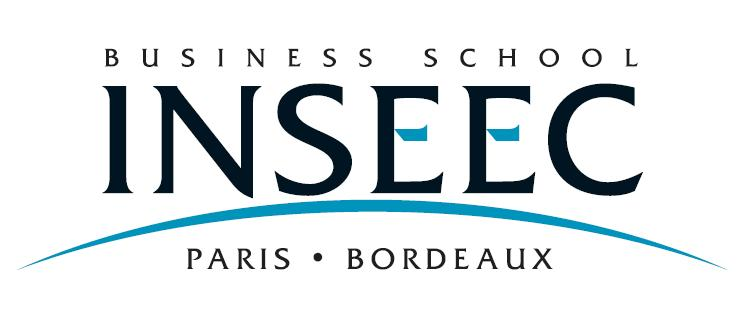 BUSINESS SCHOOL
INSEEC
PARIS • BORDEAUX